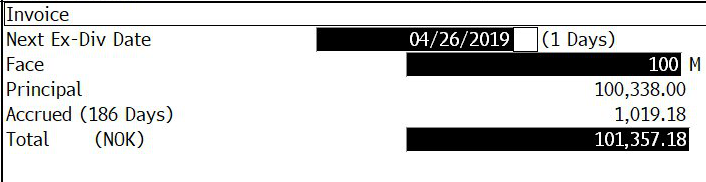 Invoice
Next Ex-Div Date 04/26/2019 (1 Days)
Face 100 M
Principal 100,338.00
Accrued (186 Days) 1,019.18
Total (NOK) 101,357.18